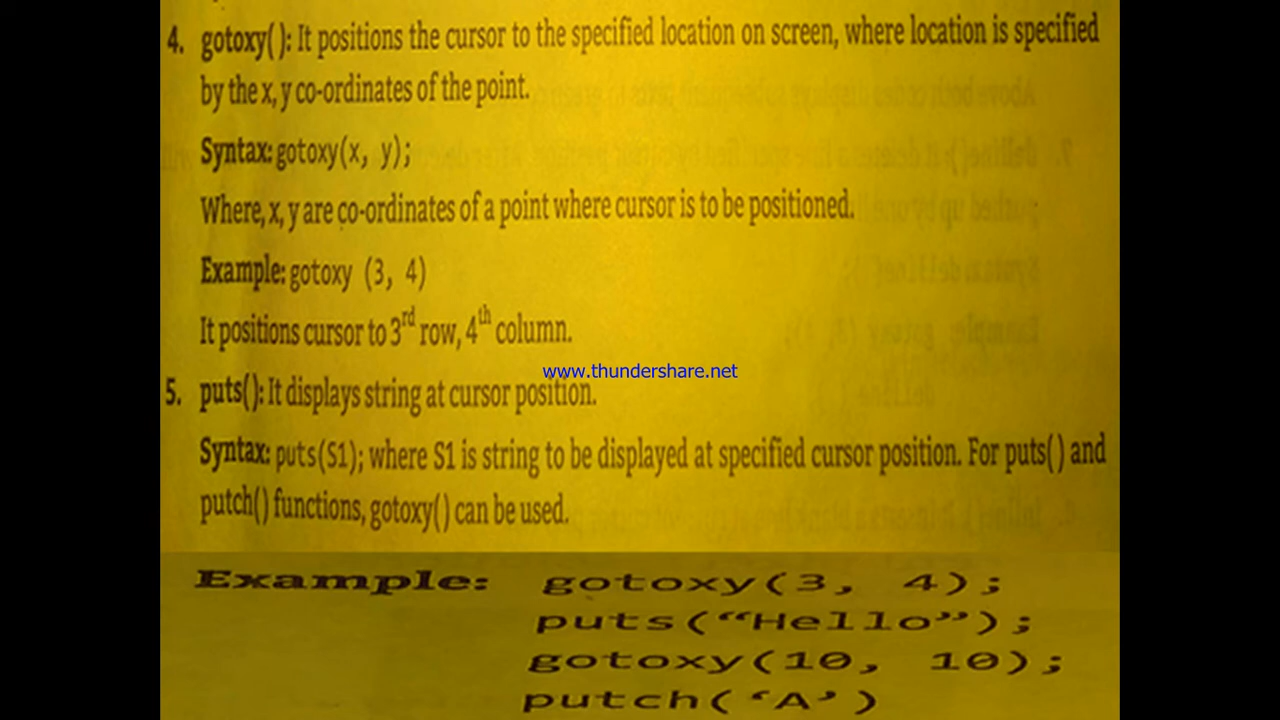 4. gotoxy( ): It positions the cursor to the specified location on screen, where location is specified
by the x, y co-ordinates of the point.
Syntax: gotoxy(x, y);
Where, x, y are co-ordinates of a point where cursor is to be positioned.
Example: gotoxy (3, 4)
It positions cursor to 3rd row, 4th column.
www.thundershare.net
5. puts(): It displays string at cursor position.
Syntax: puts(S1); where S1 is string to be displayed at specified cursor position. For puts() and
putch() functions, gotoxy() can be used.
Example: gotoxy(3, 4);
puts(“Hello”);
gotoxy(10, 10);
putch(‘A’)